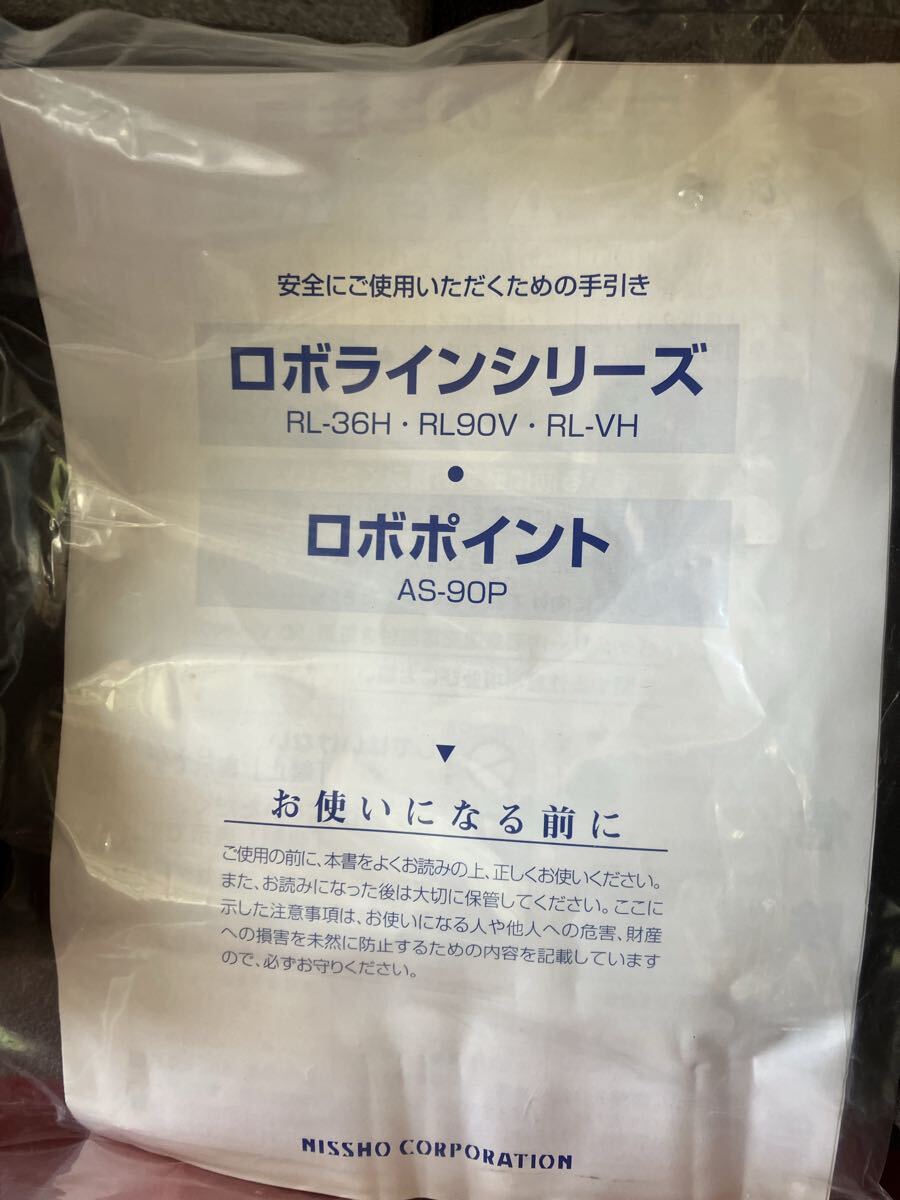 安全にご使用いただくための手引き
ロボラインシリーズ
RL-36H・RL90V・RL-VH
●
ロボポイント
AS-90P
▼
お使いになる前に
ご使用の前に、本書をよくお読みの上、正しくお使いください。
また、お読みになった後は大切に保管してください。ここに
示した注意事項は、お使いになる人や他人への危害、財産
への損害を未然に防止するための内容を記載しています
ので、必ずお守りください。
NISSHO CORPORATION